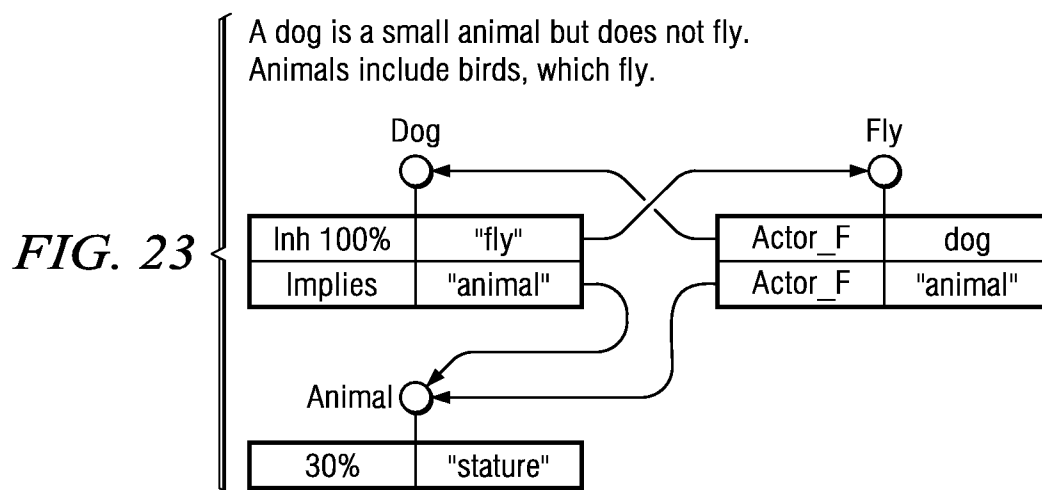 A dog is a small animal but does not fly.
Animals include birds, which fly.
Dog
Fly
FIG. 23
Inh 100% "fly"
Implies "animal"
Actor_F dog
Actor_F "animal"
Animal
30% "stature"